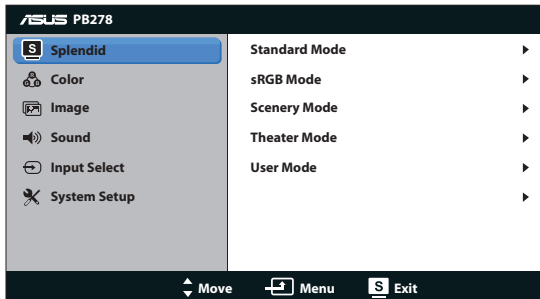 ASUS PB278
S Splendid
Color
Image
Sound
Input Select
System Setup
Standard Mode
sRGB Mode
Scenery Mode
Theater Mode
User Mode
Move Menu S Exit